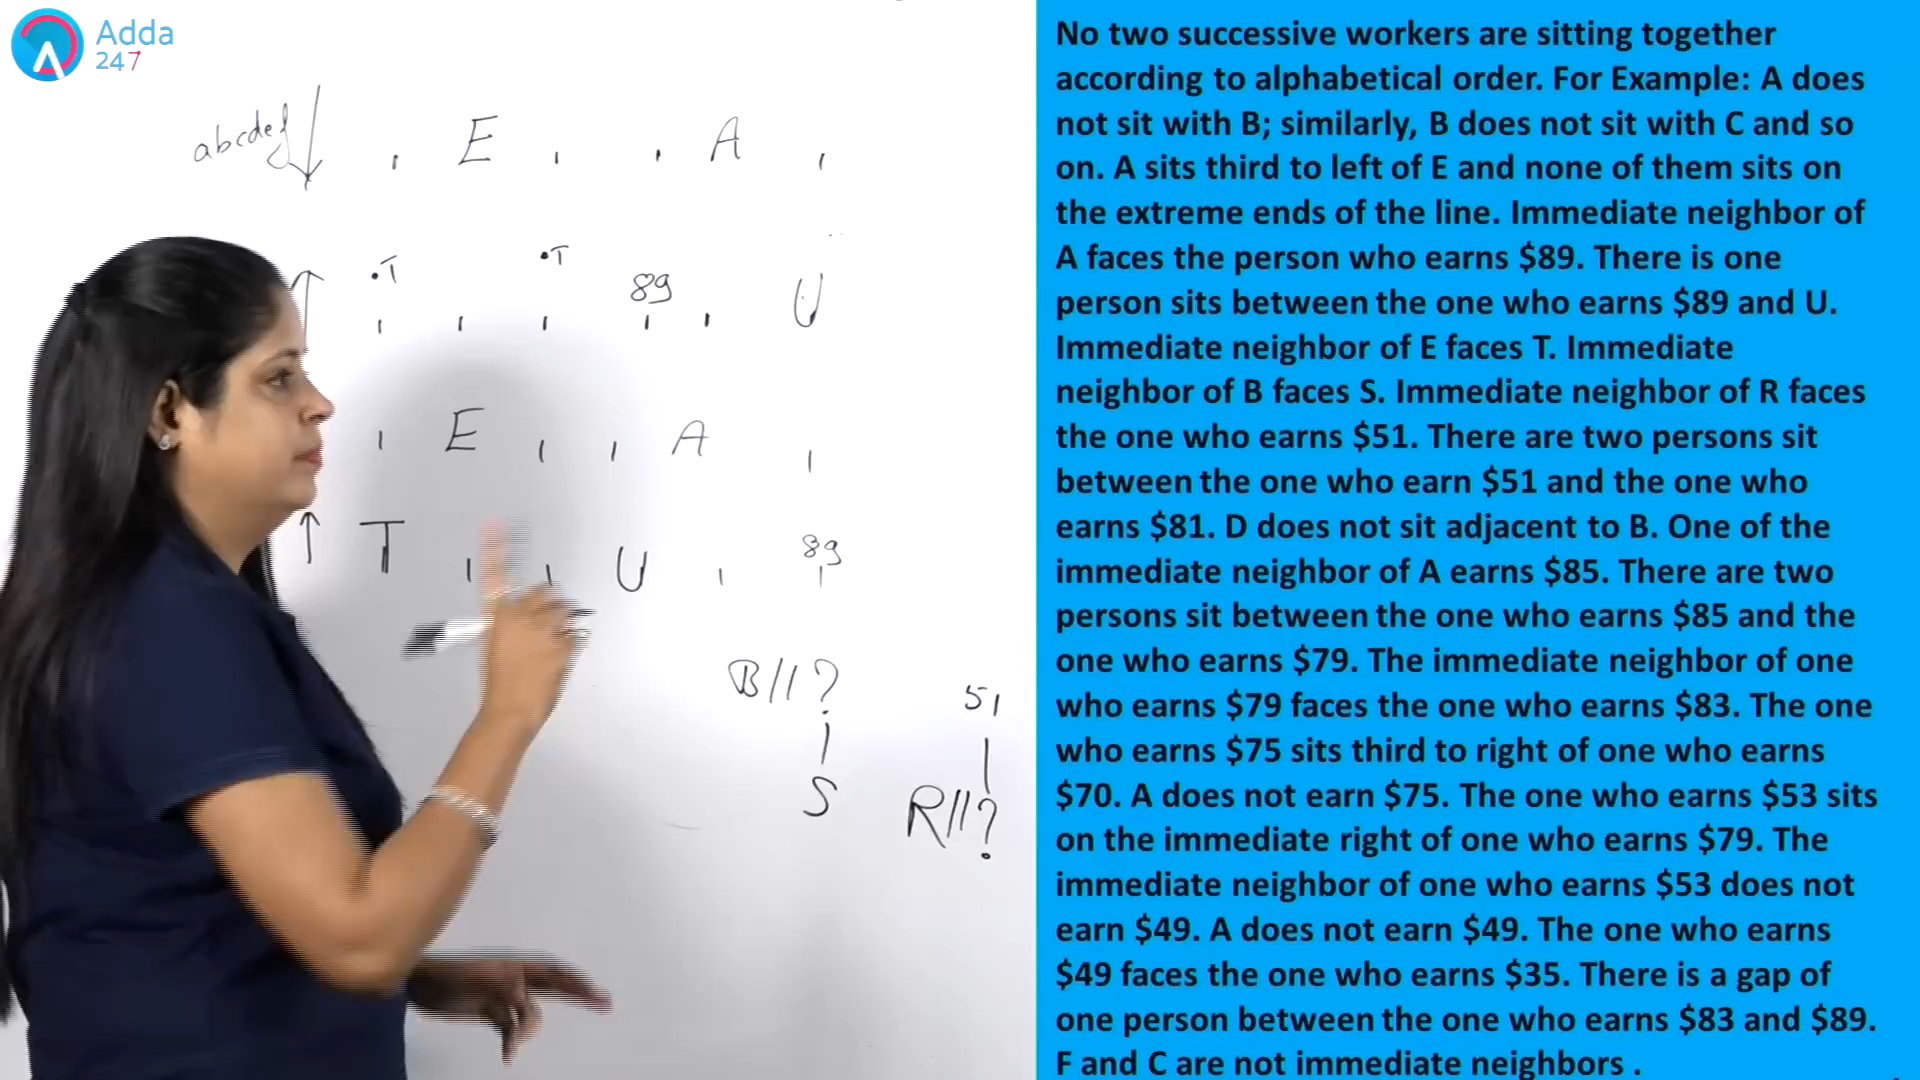 Adda
247
abcdef
E A
T T
89
U
E A
T U 89
B//?
S
51
R//?
No two successive workers are sitting together
according to alphabetical order. For Example: A does
not sit with B; similarly, B does not sit with C and so
on. A sits third to left of E and none of them sits on
the extreme ends of the line. Immediate neighbor of
A faces the person who earns $89. There is one
person sits between the one who earns $89 and U.
Immediate neighbor of E faces T. Immediate
neighbor of B faces S. Immediate neighbor of R faces
the one who earns $51. There are two persons sit
between the one who earn $51 and the one who
earns $81. D does not sit adjacent to B. One of the
immediate neighbor of A earns $85. There are two
persons sit between the one who earns $85 and the
one who earns $79. The immediate neighbor of one
who earns $79 faces the one who earns $83. The one
who earns $75 sits third to right of one who earns
$70. A does not earn $75. The one who earns $53 sits
on the immediate right of one who earns $79. The
immediate neighbor of one who earns $53 does not
earn $49. A does not earn $49. The one who earns
$49 faces the one who earns $35. There is a gap of
one person between the one who earns $83 and $89.
F and C are not immediate neighbors .